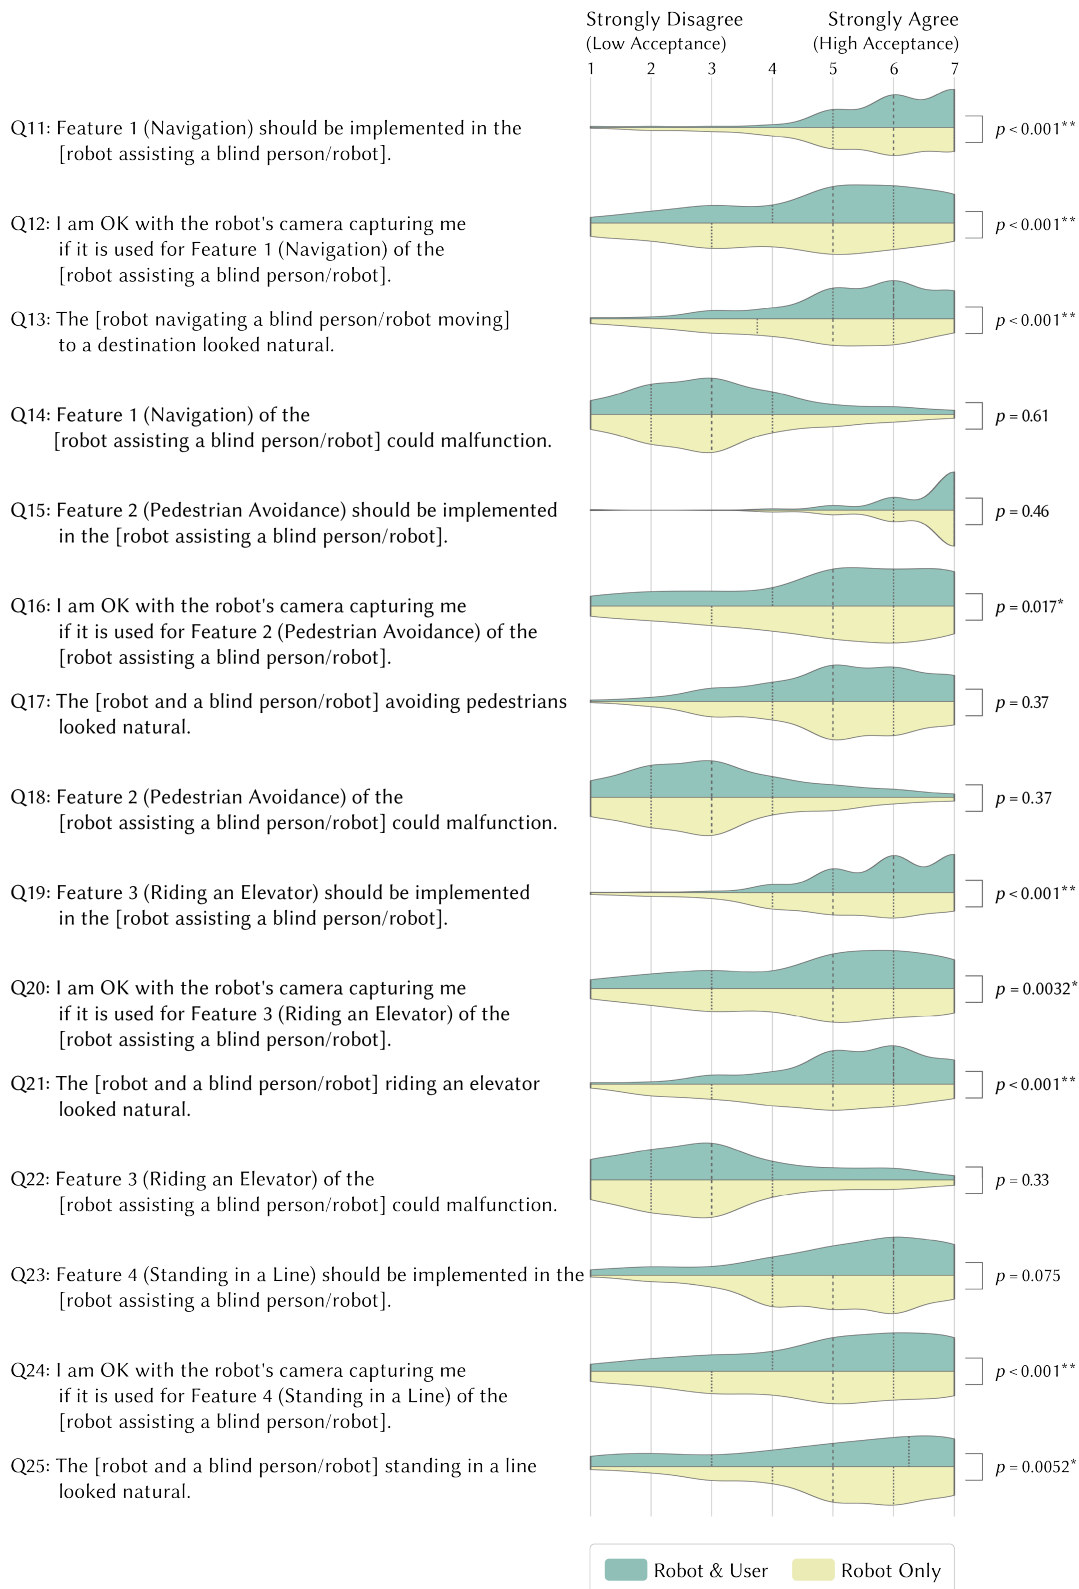 Strongly Disagree Strongly Agree
(Low Acceptance) (High Acceptance)
1 2 3 4 5 6 7
Q11: Feature 1 (Navigation) should be implemented in the
[robot assisting a blind person/robot].
p < 0.001**
Q12: I am OK with the robot's camera capturing me
if it is used for Feature 1 (Navigation) of the
[robot assisting a blind person/robot].
p < 0.001**
Q13: The [robot navigating a blind person/robot moving]
to a destination looked natural.
p < 0.001**
Q14: Feature 1 (Navigation) of the
[robot assisting a blind person/robot] could malfunction.
p = 0.61
Q15: Feature 2 (Pedestrian Avoidance) should be implemented
in the [robot assisting a blind person/robot].
p = 0.46
Q16: I am OK with the robot's camera capturing me
if it is used for Feature 2 (Pedestrian Avoidance) of the
[robot assisting a blind person/robot].
p = 0.017*
Q17: The [robot and a blind person/robot] avoiding pedestrians
looked natural.
p = 0.37
Q18: Feature 2 (Pedestrian Avoidance) of the
[robot assisting a blind person/robot] could malfunction.
p = 0.37
Q19: Feature 3 (Riding an Elevator) should be implemented
in the [robot assisting a blind person/robot].
p < 0.001**
Q20: I am OK with the robot's camera capturing me
if it is used for Feature 3 (Riding an Elevator) of the
[robot assisting a blind person/robot].
p = 0.0032*
Q21: The [robot and a blind person/robot] riding an elevator
looked natural.
p < 0.001**
Q22: Feature 3 (Riding an Elevator) of the
[robot assisting a blind person/robot] could malfunction.
p = 0.33
Q23: Feature 4 (Standing in a Line) should be implemented in the
[robot assisting a blind person/robot].
p = 0.075
Q24: I am OK with the robot's camera capturing me
if it is used for Feature 4 (Standing in a Line) of the
[robot assisting a blind person/robot].
p < 0.001**
Q25: The [robot and a blind person/robot] standing in a line
looked natural.
p = 0.0052*
Robot & User Robot Only